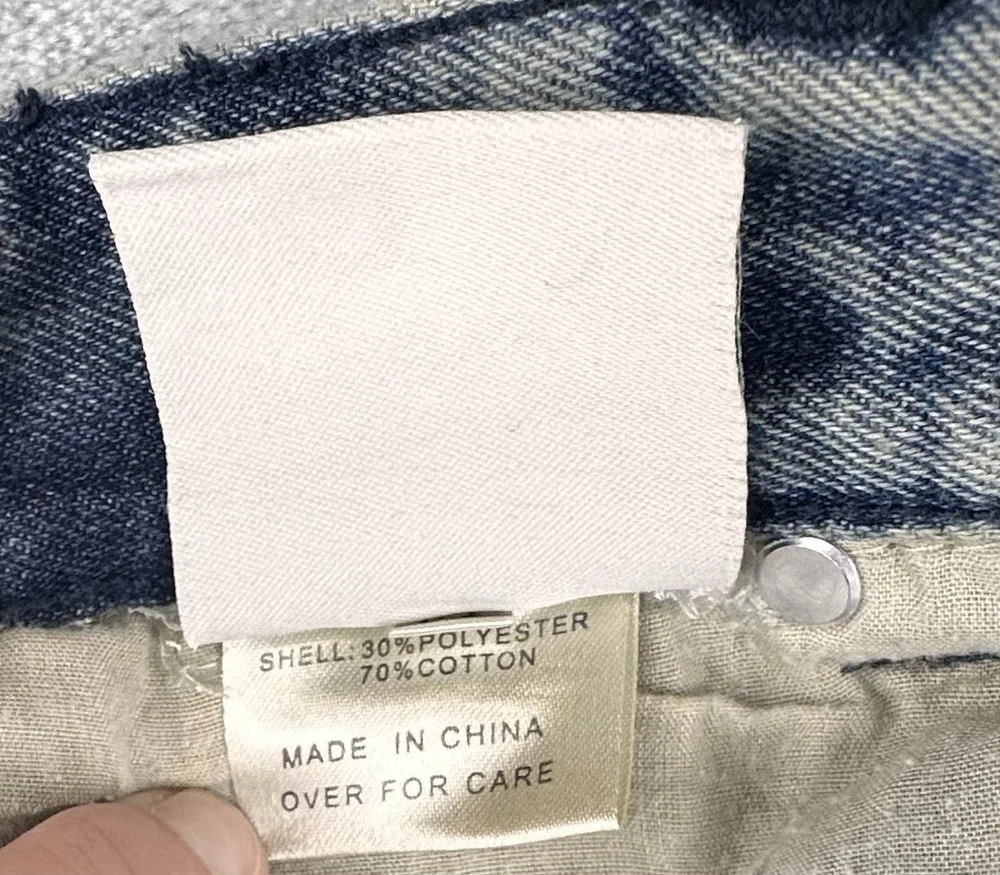 SHELL: 30%POLYESTER
70%COTTON
MADE IN CHINA
OVER FOR CARE